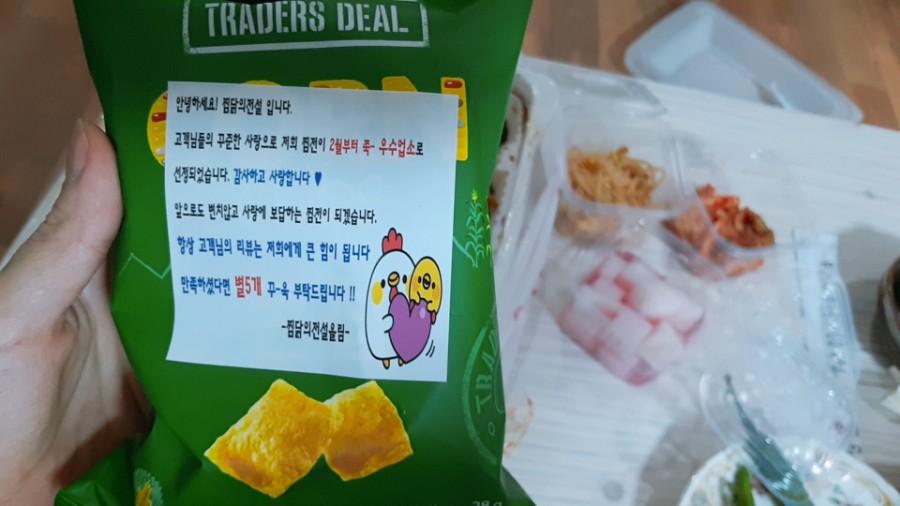 TRADERS DEAL
CORN
안녕하세요! 찜닭의전설 입니다.
고객님들의 꾸준한 사랑으로 저희 찜전이 2월부터 쭉- 우수업소로
선정되었습니다. 감사하고 사랑합니다 ♥
앞으로도 변치않고 사랑에 보답하는 찜전이 되겠습니다.
항상 고객님의 리뷰는 저희에게 큰 힘이 됩니다
만족하셨다면 별5개 꾸-욱 부탁드립니다 !!
-찜닭의전설올림-
28 g